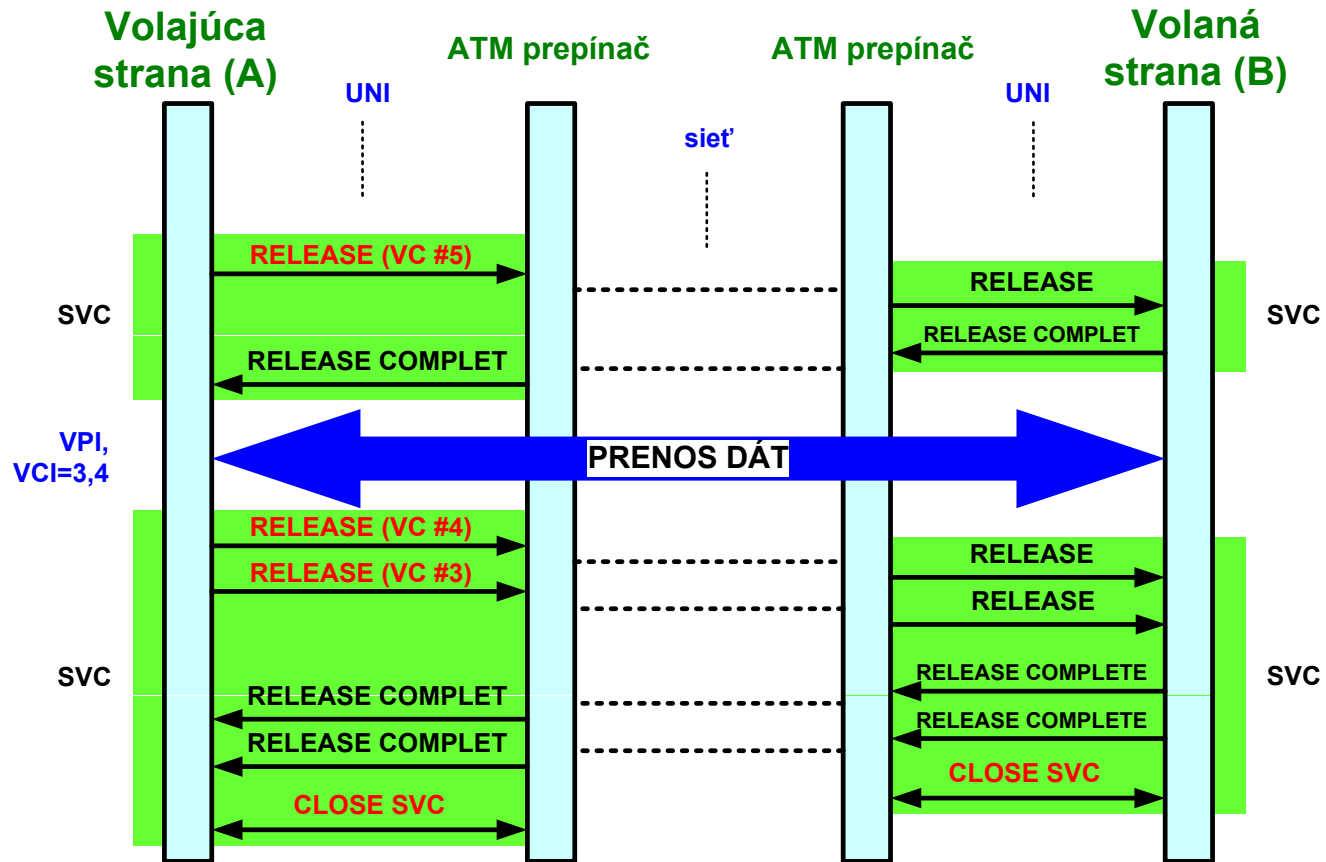 Volajúca
strana (A)
ATM prepínač
ATM prepínač
Volaná
strana (B)
UNI
sieť
UNI
RELEASE (VC #5)
RELEASE
SVC
SVC
RELEASE COMPLET
RELEASE COMPLET
VPI,
VCI=3,4
PRENOS DÁT
RELEASE (VC #4)
RELEASE
RELEASE (VC #3)
RELEASE
SVC
SVC
RELEASE COMPLETE
RELEASE COMPLET
RELEASE COMPLETE
RELEASE COMPLET
CLOSE SVC
CLOSE SVC